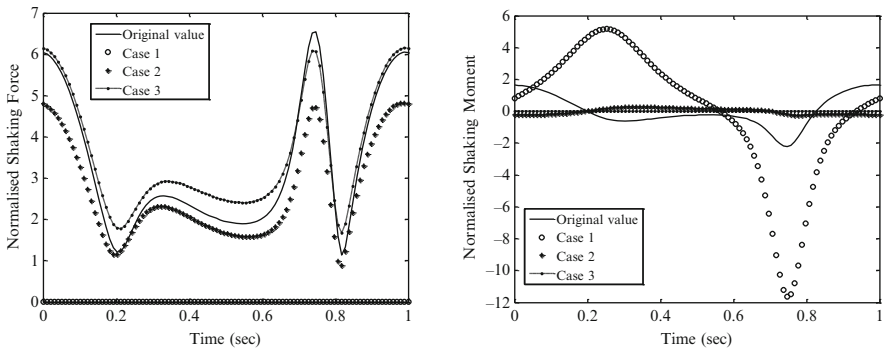 7
6
5
4
3
2
1
0
Normalised Shaking Force
Original value
Case 1
Case 2
Case 3
0
0.2
0.4
0.6
0.8
1
Time (sec)
6
4
2
0
−2
−4
−6
−8
−10
−12
Normalised Shaking Moment
Original value
Case 1
Case 2
Case 3
0
0.2
0.4
0.6
0.8
1
Time (sec)